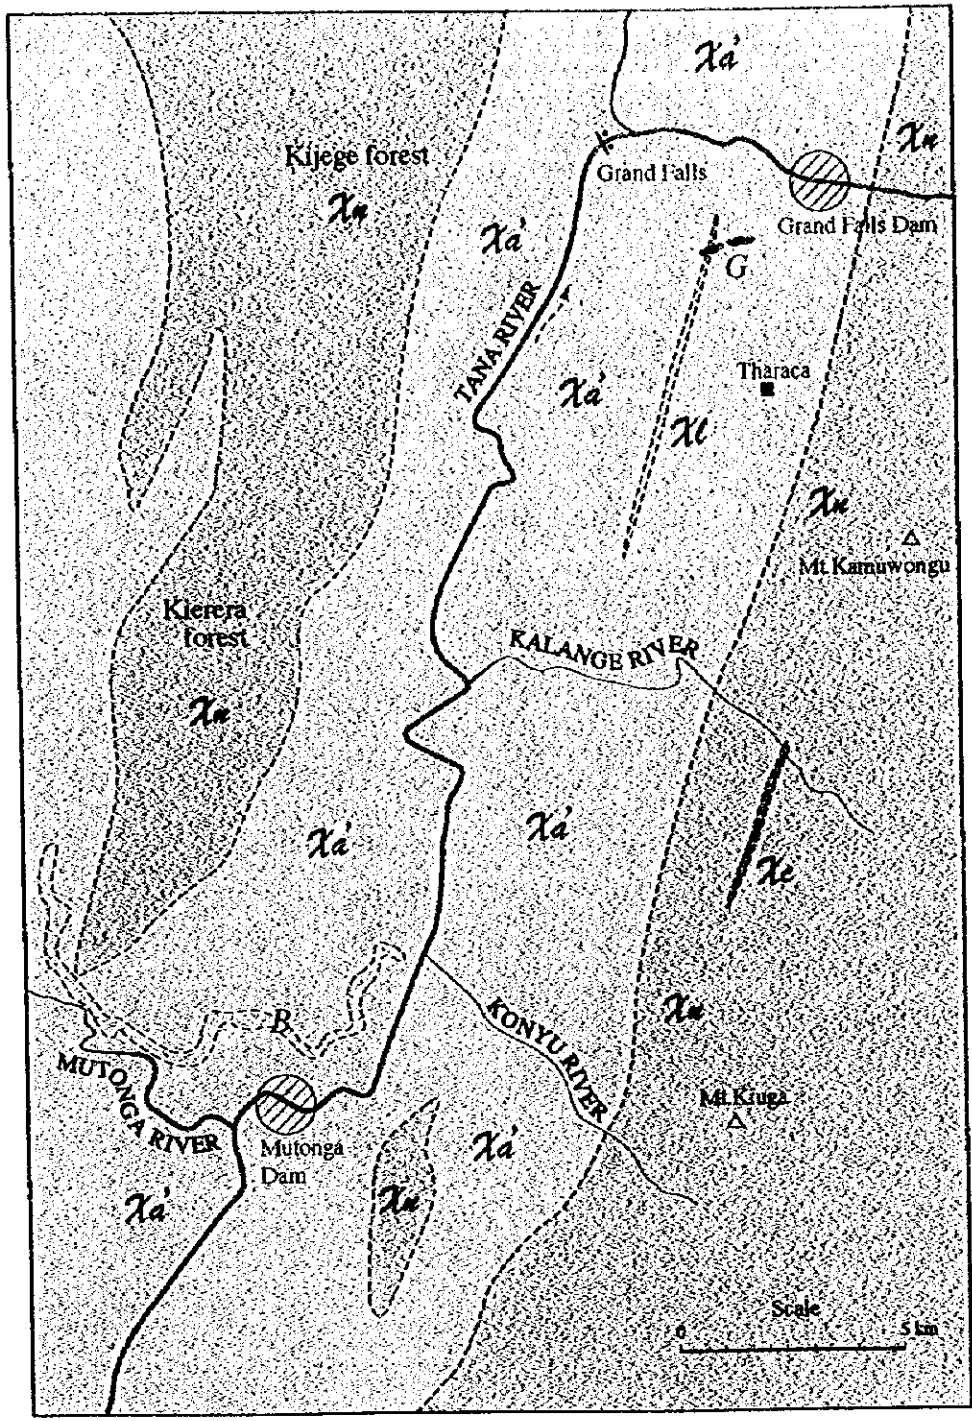 Xa'
Xn
Kijege forest
Xn
Grand Falls
Grand Falls Dam
Xa'
G
TANA RIVER
Tharaca
Xa'
Xl
Xn
Mt. Kamuwongu
Kierera
forest
KALANGE RIVER
Xn
Xa'
Xa'
Xe
B
Xn
KONYU RIVER
MUTONGA RIVER
Mt. Kiuga
Mutonga
Dam
Xa'
Xa'
Xn
Scale
0 5 km